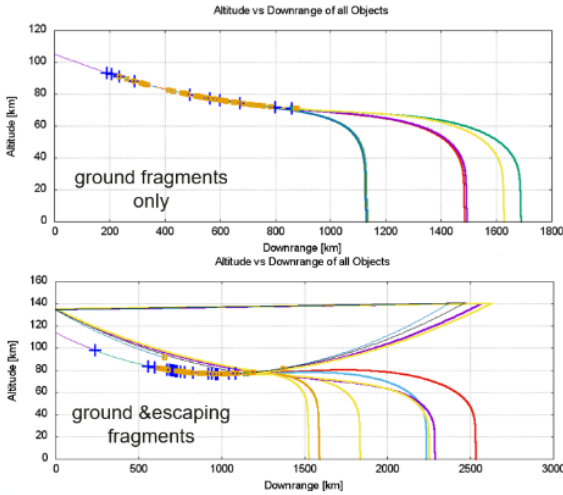 Altitude vs Downrange of all Objects
120
100
80
60
40
20
0
Altitude [km]
ground fragments
only
0 200 400 600 800 1000 1200 1400 1600 1800
Downrange [km]
Altitude vs Downrange of all Objects
160
140
120
100
80
60
40
20
0
Altitude [km]
ground &escaping
fragments
0 500 1000 1500 2000 2500 3000
Downrange [km]